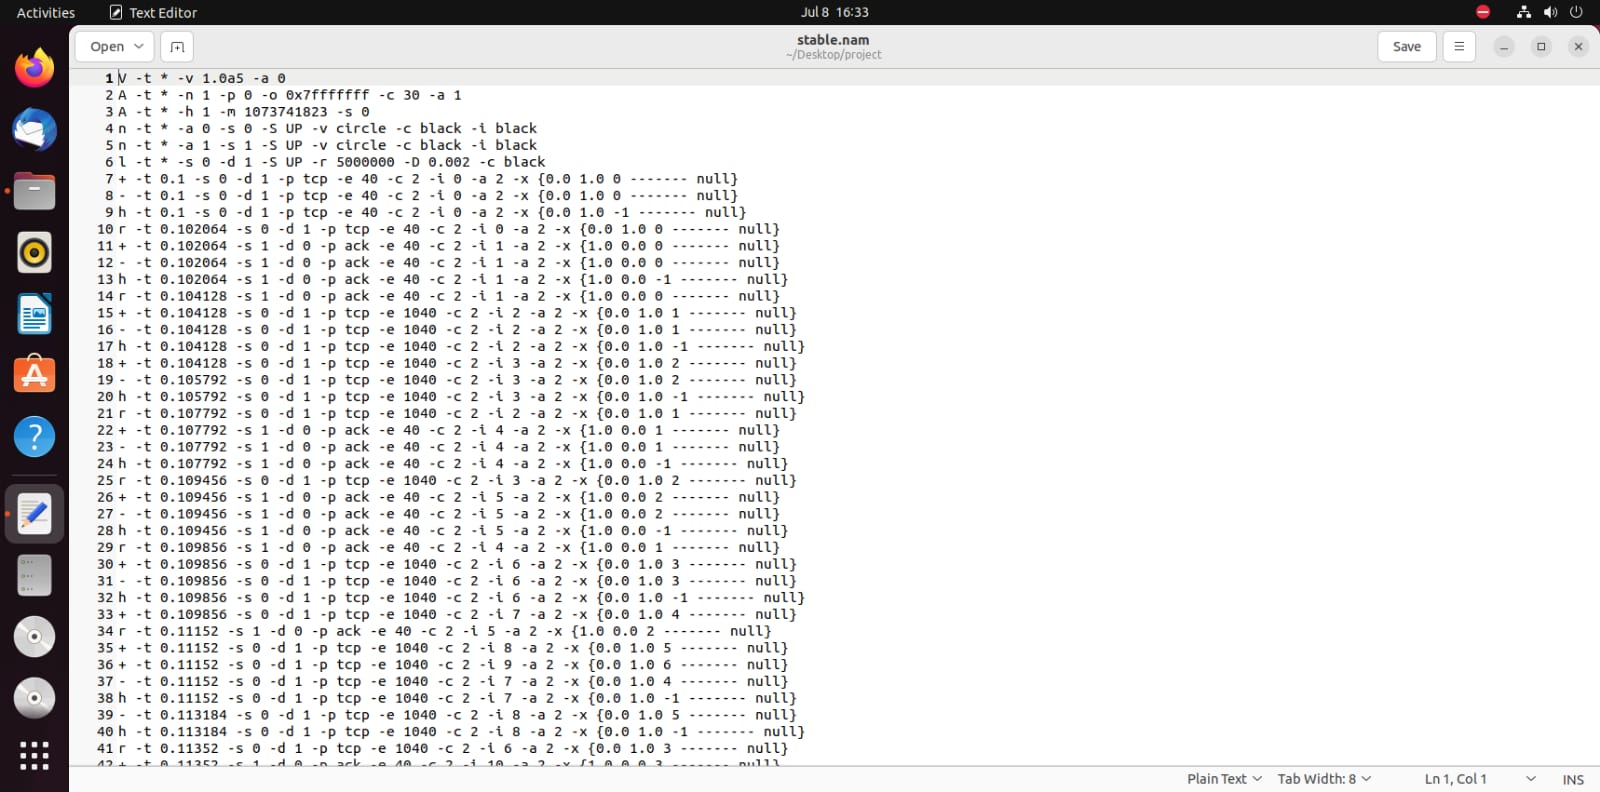 Activities Text Editor Jul 8 16:33
Open stable.nam Save
~/Desktop/project
1 V -t * -v 1.0a5 -a 0
2 A -t * -n 1 -p 0 -o 0x7fffffff -c 30 -a 1
3 A -t * -h 1 -m 1073741823 -s 0
4 n -t * -a 0 -s 0 -S UP -v circle -c black -i black
5 n -t * -a 1 -s 1 -S UP -v circle -c black -i black
6 l -t * -s 0 -d 1 -S UP -r 5000000 -D 0.002 -c black
7 + -t 0.1 -s 0 -d 1 -p tcp -e 40 -c 2 -i 0 -a 2 -x {0.0 1.0 0 ------- null}
8 - -t 0.1 -s 0 -d 1 -p tcp -e 40 -c 2 -i 0 -a 2 -x {0.0 1.0 0 ------- null}
9 h -t 0.1 -s 0 -d 1 -p tcp -e 40 -c 2 -i 0 -a 2 -x {0.0 1.0 -1 ------- null}
10 r -t 0.102064 -s 0 -d 1 -p tcp -e 40 -c 2 -i 0 -a 2 -x {0.0 1.0 0 ------- null}
11 + -t 0.102064 -s 1 -d 0 -p ack -e 40 -c 2 -i 1 -a 2 -x {1.0 0.0 0 ------- null}
12 - -t 0.102064 -s 1 -d 0 -p ack -e 40 -c 2 -i 1 -a 2 -x {1.0 0.0 0 ------- null}
13 h -t 0.102064 -s 1 -d 0 -p ack -e 40 -c 2 -i 1 -a 2 -x {1.0 0.0 -1 ------- null}
14 r -t 0.104128 -s 1 -d 0 -p ack -e 40 -c 2 -i 1 -a 2 -x {1.0 0.0 0 ------- null}
15 + -t 0.104128 -s 0 -d 1 -p tcp -e 1040 -c 2 -i 2 -a 2 -x {0.0 1.0 1 ------- null}
16 - -t 0.104128 -s 0 -d 1 -p tcp -e 1040 -c 2 -i 2 -a 2 -x {0.0 1.0 1 ------- null}
17 h -t 0.104128 -s 0 -d 1 -p tcp -e 1040 -c 2 -i 2 -a 2 -x {0.0 1.0 -1 ------- null}
18 + -t 0.104128 -s 0 -d 1 -p tcp -e 1040 -c 2 -i 3 -a 2 -x {0.0 1.0 2 ------- null}
19 - -t 0.105792 -s 0 -d 1 -p tcp -e 1040 -c 2 -i 3 -a 2 -x {0.0 1.0 2 ------- null}
20 h -t 0.105792 -s 0 -d 1 -p tcp -e 1040 -c 2 -i 3 -a 2 -x {0.0 1.0 -1 ------- null}
21 r -t 0.107792 -s 0 -d 1 -p tcp -e 1040 -c 2 -i 2 -a 2 -x {0.0 1.0 1 ------- null}
22 + -t 0.107792 -s 1 -d 0 -p ack -e 40 -c 2 -i 4 -a 2 -x {1.0 0.0 1 ------- null}
23 - -t 0.107792 -s 1 -d 0 -p ack -e 40 -c 2 -i 4 -a 2 -x {1.0 0.0 1 ------- null}
24 h -t 0.107792 -s 1 -d 0 -p ack -e 40 -c 2 -i 4 -a 2 -x {1.0 0.0 -1 ------- null}
25 r -t 0.109456 -s 0 -d 1 -p tcp -e 1040 -c 2 -i 3 -a 2 -x {0.0 1.0 2 ------- null}
26 + -t 0.109456 -s 1 -d 0 -p ack -e 40 -c 2 -i 5 -a 2 -x {1.0 0.0 2 ------- null}
27 - -t 0.109456 -s 1 -d 0 -p ack -e 40 -c 2 -i 5 -a 2 -x {1.0 0.0 2 ------- null}
28 h -t 0.109456 -s 1 -d 0 -p ack -e 40 -c 2 -i 5 -a 2 -x {1.0 0.0 -1 ------- null}
29 r -t 0.109856 -s 1 -d 0 -p ack -e 40 -c 2 -i 4 -a 2 -x {1.0 0.0 1 ------- null}
30 + -t 0.109856 -s 0 -d 1 -p tcp -e 1040 -c 2 -i 6 -a 2 -x {0.0 1.0 3 ------- null}
31 - -t 0.109856 -s 0 -d 1 -p tcp -e 1040 -c 2 -i 6 -a 2 -x {0.0 1.0 3 ------- null}
32 h -t 0.109856 -s 0 -d 1 -p tcp -e 1040 -c 2 -i 6 -a 2 -x {0.0 1.0 -1 ------- null}
33 + -t 0.109856 -s 0 -d 1 -p tcp -e 1040 -c 2 -i 7 -a 2 -x {0.0 1.0 4 ------- null}
34 r -t 0.11152 -s 1 -d 0 -p ack -e 40 -c 2 -i 5 -a 2 -x {1.0 0.0 2 ------- null}
35 + -t 0.11152 -s 0 -d 1 -p tcp -e 1040 -c 2 -i 8 -a 2 -x {0.0 1.0 5 ------- null}
36 + -t 0.11152 -s 0 -d 1 -p tcp -e 1040 -c 2 -i 9 -a 2 -x {0.0 1.0 6 ------- null}
37 - -t 0.11152 -s 0 -d 1 -p tcp -e 1040 -c 2 -i 7 -a 2 -x {0.0 1.0 4 ------- null}
38 h -t 0.11152 -s 0 -d 1 -p tcp -e 1040 -c 2 -i 7 -a 2 -x {0.0 1.0 -1 ------- null}
39 - -t 0.113184 -s 0 -d 1 -p tcp -e 1040 -c 2 -i 8 -a 2 -x {0.0 1.0 5 ------- null}
40 h -t 0.113184 -s 0 -d 1 -p tcp -e 1040 -c 2 -i 8 -a 2 -x {0.0 1.0 -1 ------- null}
41 r -t 0.11352 -s 0 -d 1 -p tcp -e 1040 -c 2 -i 6 -a 2 -x {0.0 1.0 3 ------- null}
42 + -t 0.11352 -s 1 -d 0 -p ack -e 40 -c 2 -i 10 -a 2 -x {1.0 0.0 3 ------- null}
Plain Text Tab Width: 8 Ln 1, Col 1 INS